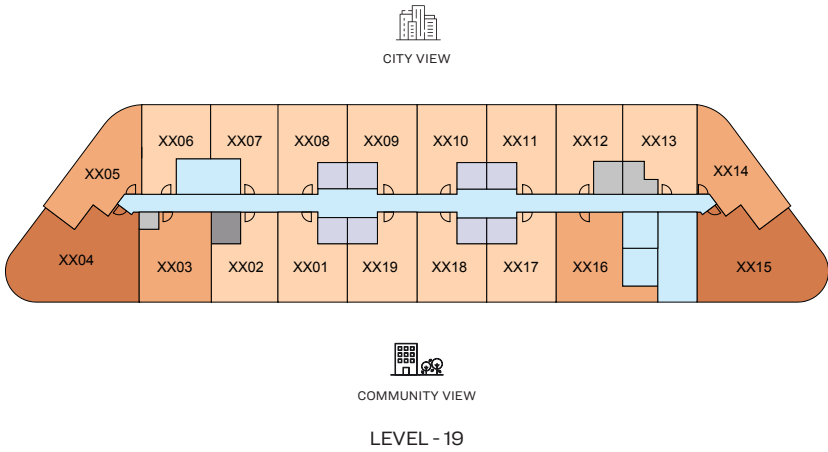 CITY VIEW
XX06 XX07 XX08 XX09 XX10 XX11 XX12 XX13
XX05 XX14
XX04 XX03 XX02 XX01 XX19 XX18 XX17 XX16 XX15
COMMUNITY VIEW
LEVEL - 19